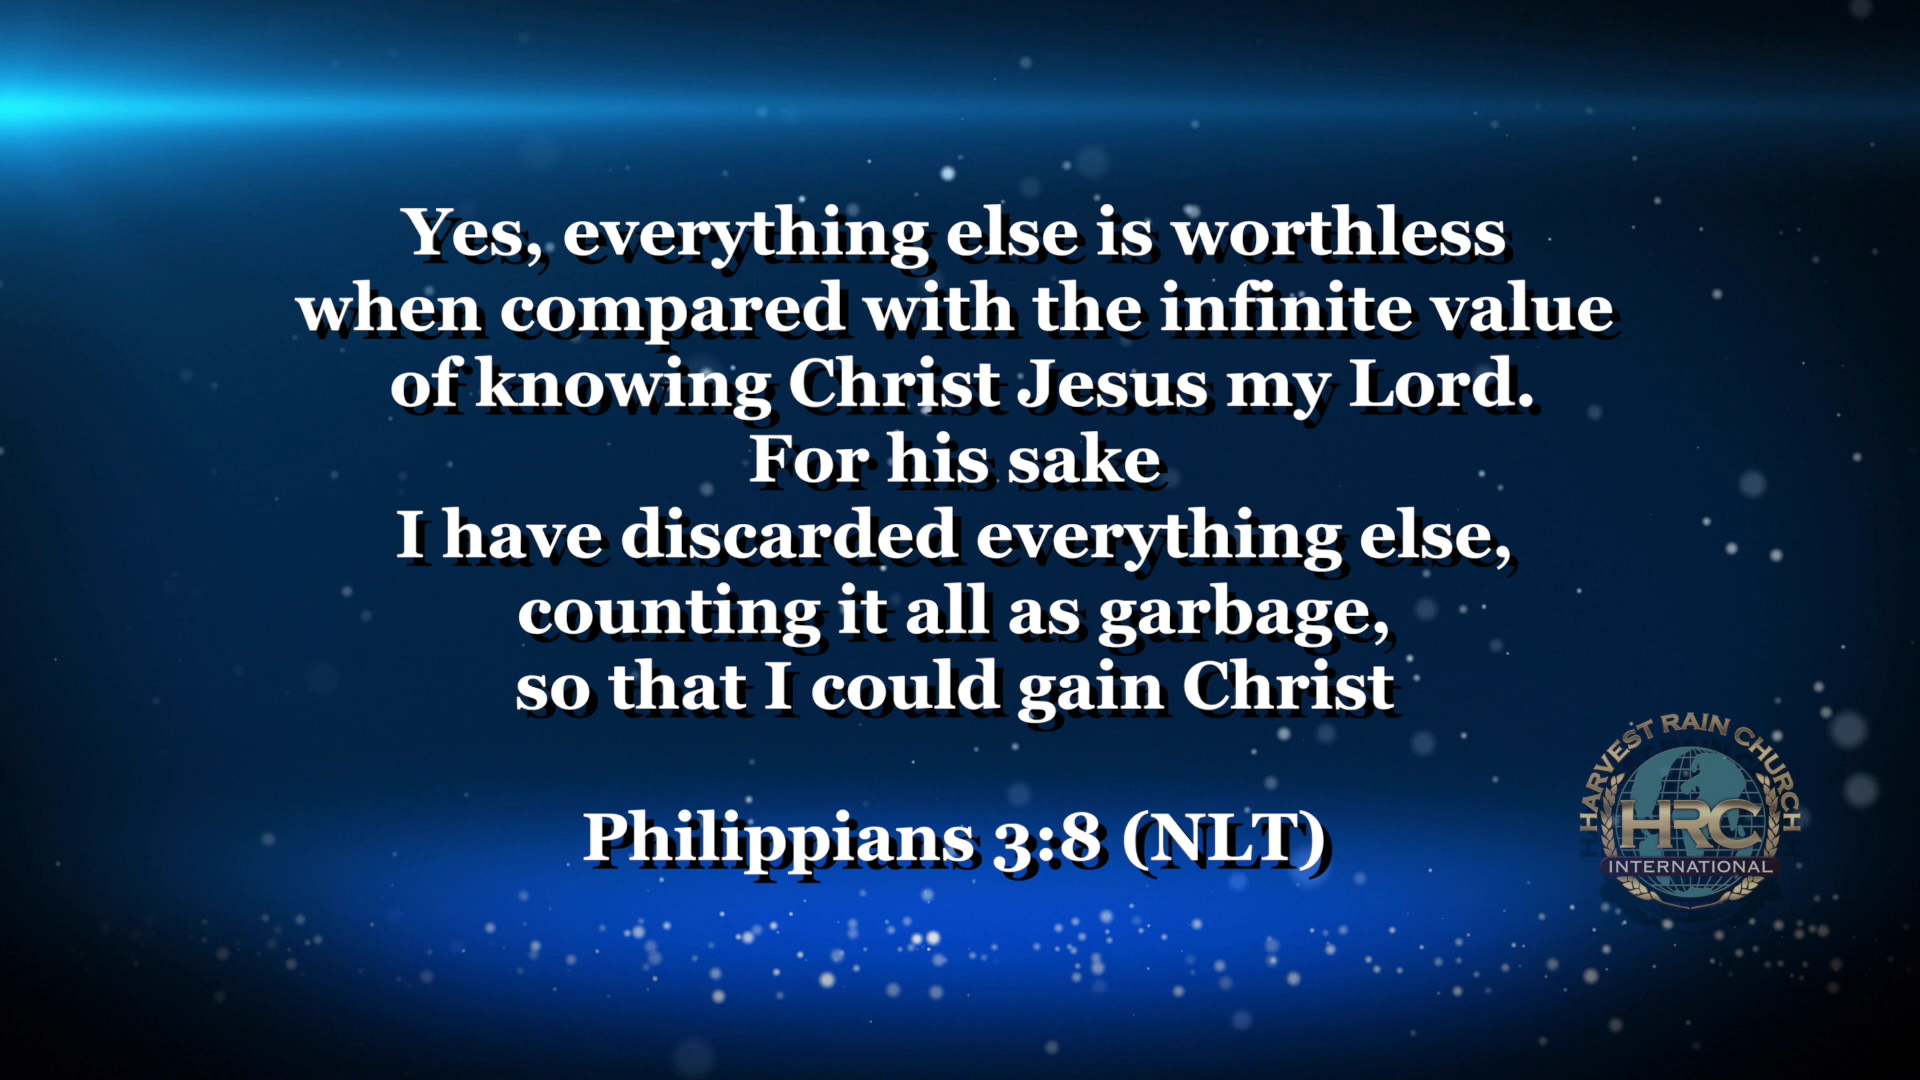 Yes, everything else is worthless
when compared with the infinite value
of knowing Christ Jesus my Lord.
For his sake
I have discarded everything else,
counting it all as garbage,
so that I could gain Christ
Philippians 3:8 (NLT)
HARVEST RAIN CHURCH
HRC
INTERNATIONAL